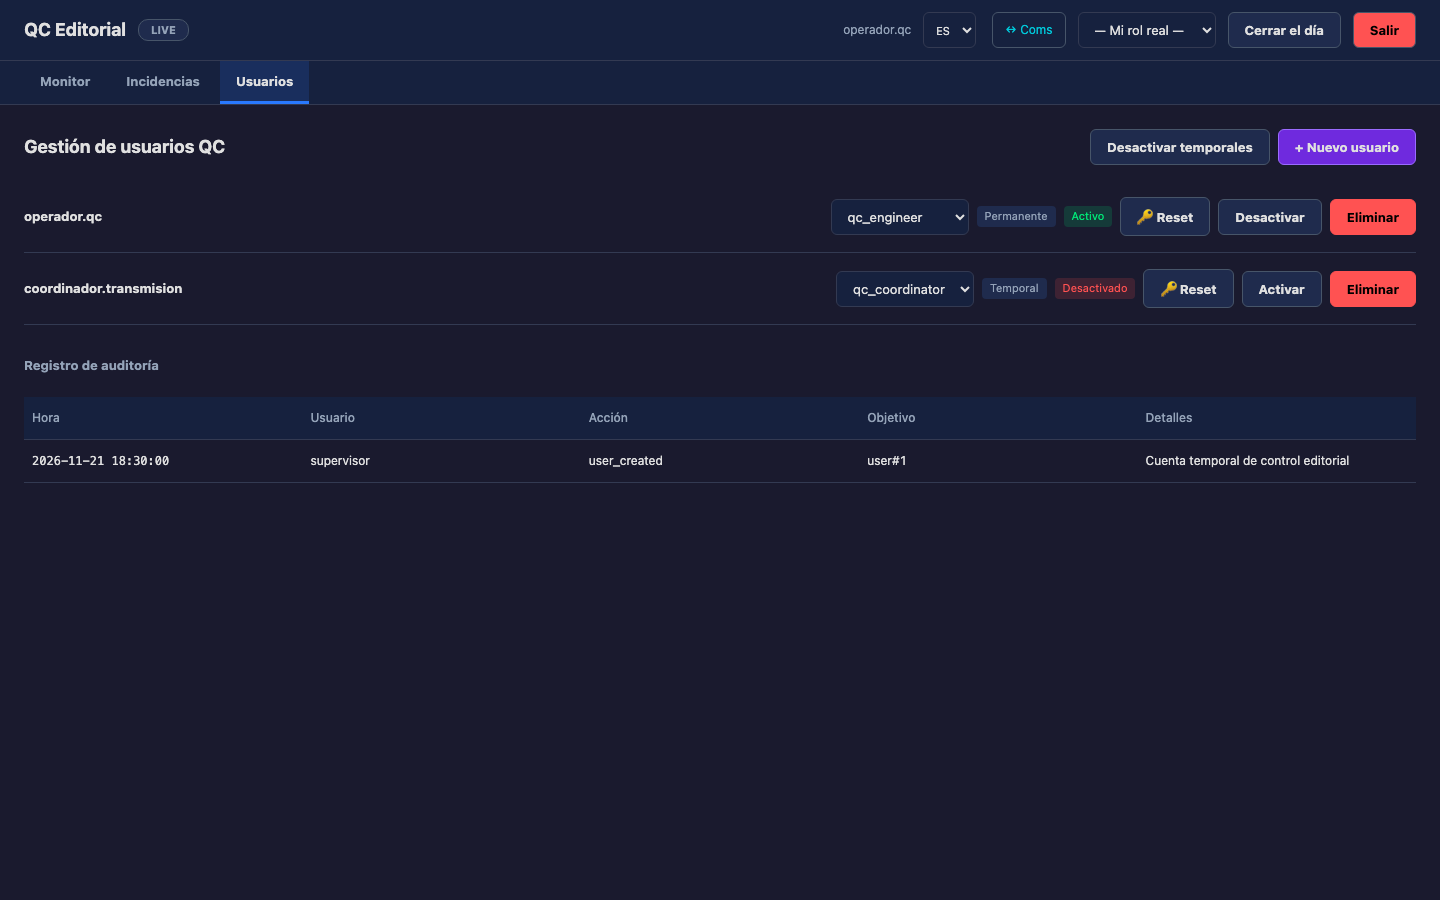 QC Editorial LIVE operador.qc ES ↔ Coms — Mi rol real — Cerrar el día Salir
Monitor Incidencias Usuarios
Gestión de usuarios QC Desactivar temporales + Nuevo usuario
operador.qc qc_engineer Permanente Activo 🔑 Reset Desactivar Eliminar
coordinador.transmision qc_coordinator Temporal Desactivado 🔑 Reset Activar Eliminar
Registro de auditoría
Hora Usuario Acción Objetivo Detalles
2026-11-21 18:30:00 supervisor user_created user#1 Cuenta temporal de control editorial